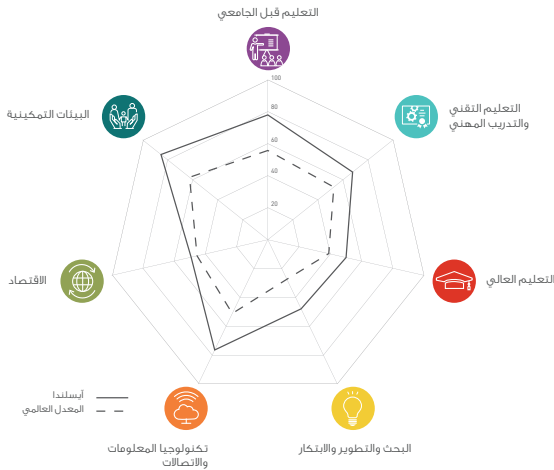 التعليم قبل الجامعي
100
80
60
40
20
التعليم التقني
والتدريب المهني
البيئات التمكينية
التعليم العالي
الاقتصاد
البحث والتطوير والابتكار
تكنولوجيا المعلومات
والاتصالات
آيسلندا
المعدل العالمي